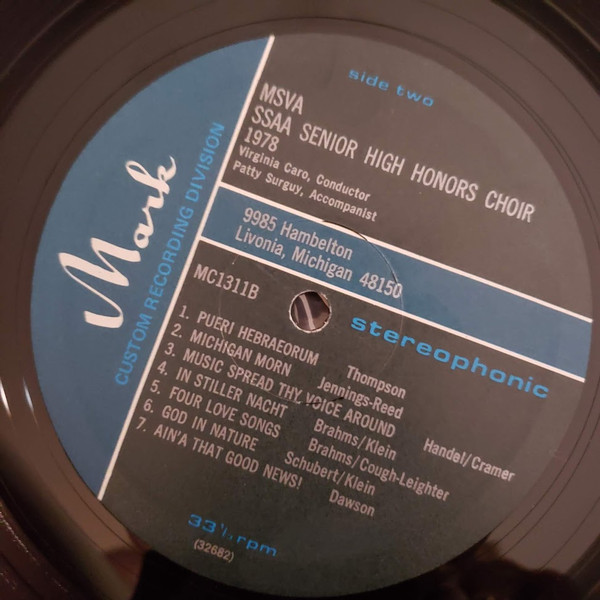 side two
MSVA
SSAA SENIOR HIGH HONORS CHOIR
1978
Virginia Caro, Conductor
Patty Surguy, Accompanist
Mark
CUSTOM RECORDING DIVISION
9985 Hambelton
Livonia, Michigan 48150
MC1311B
stereophonic
1. PUERI HEBRAEORUM Thompson
2. MICHIGAN MORN Jennings-Reed
3. MUSIC SPREAD THY VOICE AROUND Handel/Cramer
4. IN STILLER NACHT Brahms/Klein
5. FOUR LOVE SONGS Brahms/Cough-Leighter
6. GOD IN NATURE Schubert/Klein
7. AIN'A THAT GOOD NEWS! Dawson
33⅓ rpm
(32682)